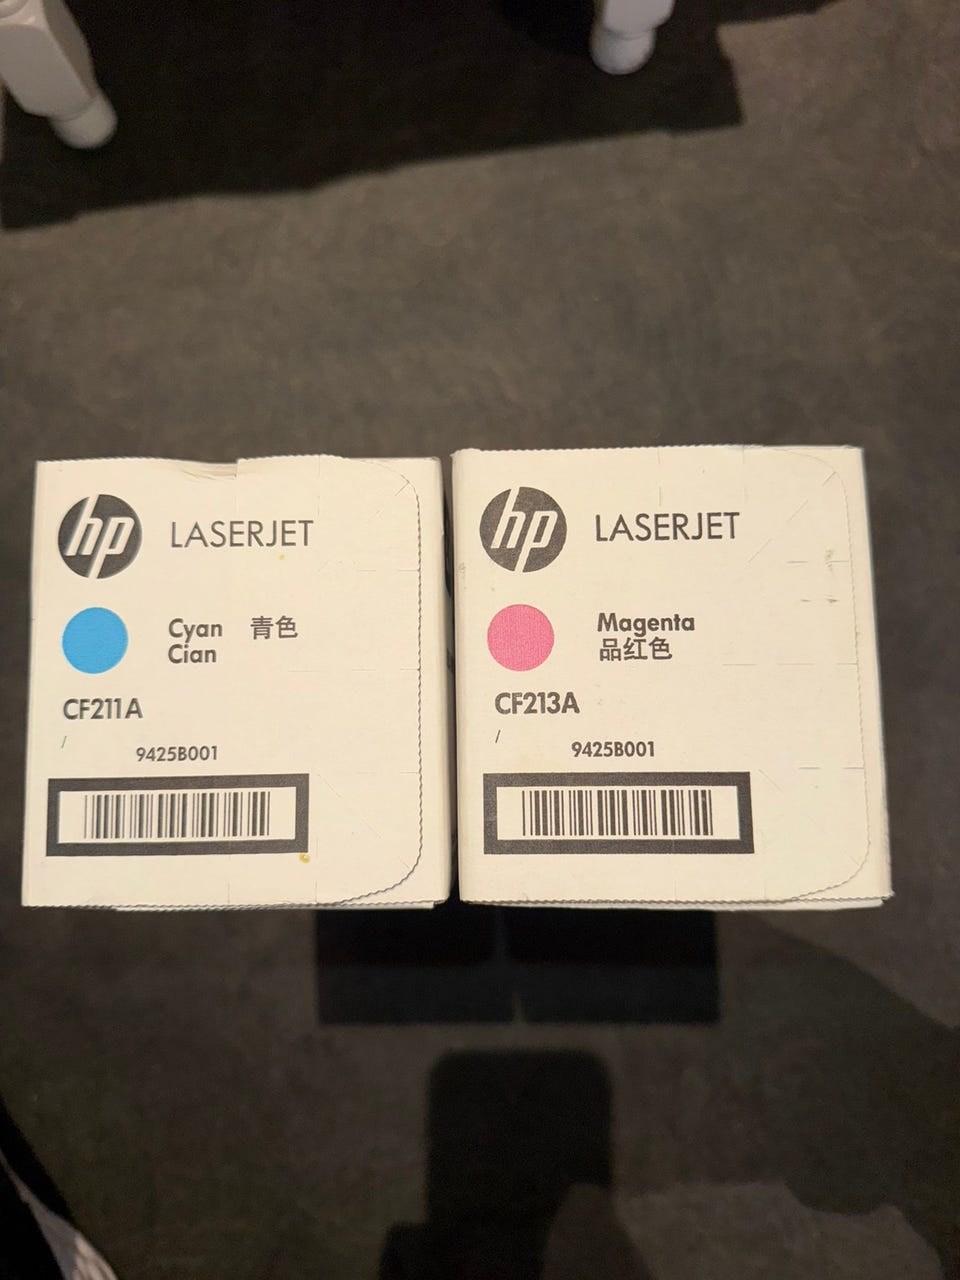 hp LASERJET
Cyan 青色
Cian
CF211A
/
9425B001
hp LASERJET
Magenta
品红色
CF213A
/
9425B001